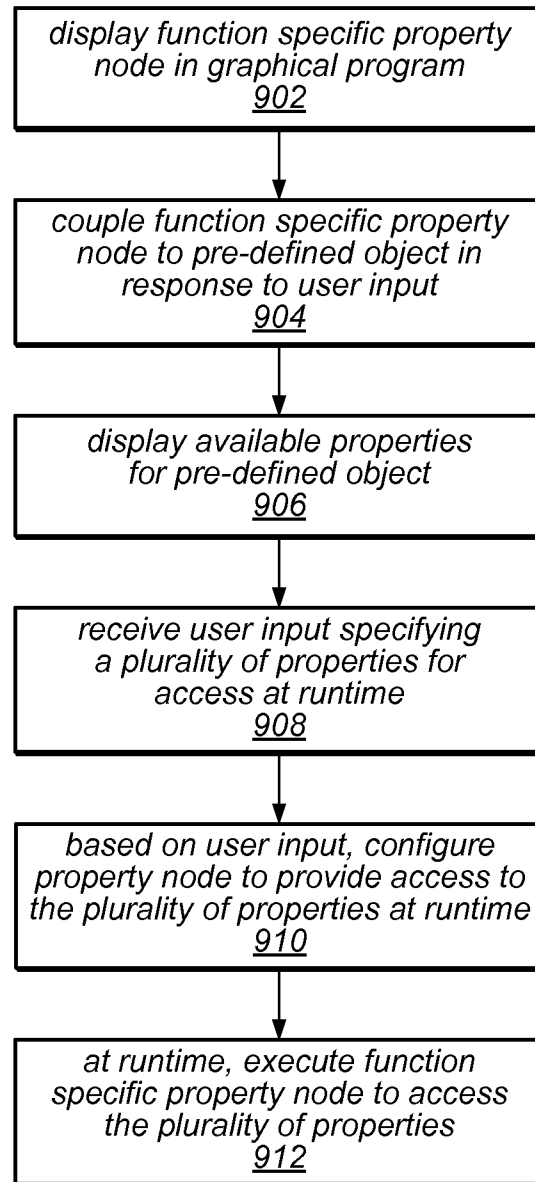 display function specific property
node in graphical program
902
couple function specific property
node to pre-defined object in
response to user input
904
display available properties
for pre-defined object
906
receive user input specifying
a plurality of properties for
access at runtime
908
based on user input, configure
property node to provide access to
the plurality of properties at runtime
910
at runtime, execute function
specific property node to access
the plurality of properties
912